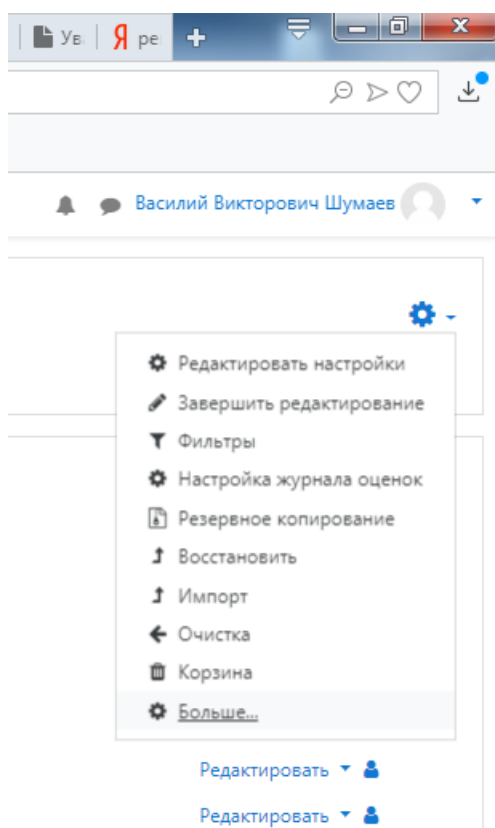 Ув
Я ре
Василий Викторович Шумаев
Редактировать настройки
Завершить редактирование
Фильтры
Настройка журнала оценок
Резервное копирование
Восстановить
Импорт
Очистка
Корзина
Больше...
Редактировать
Редактировать